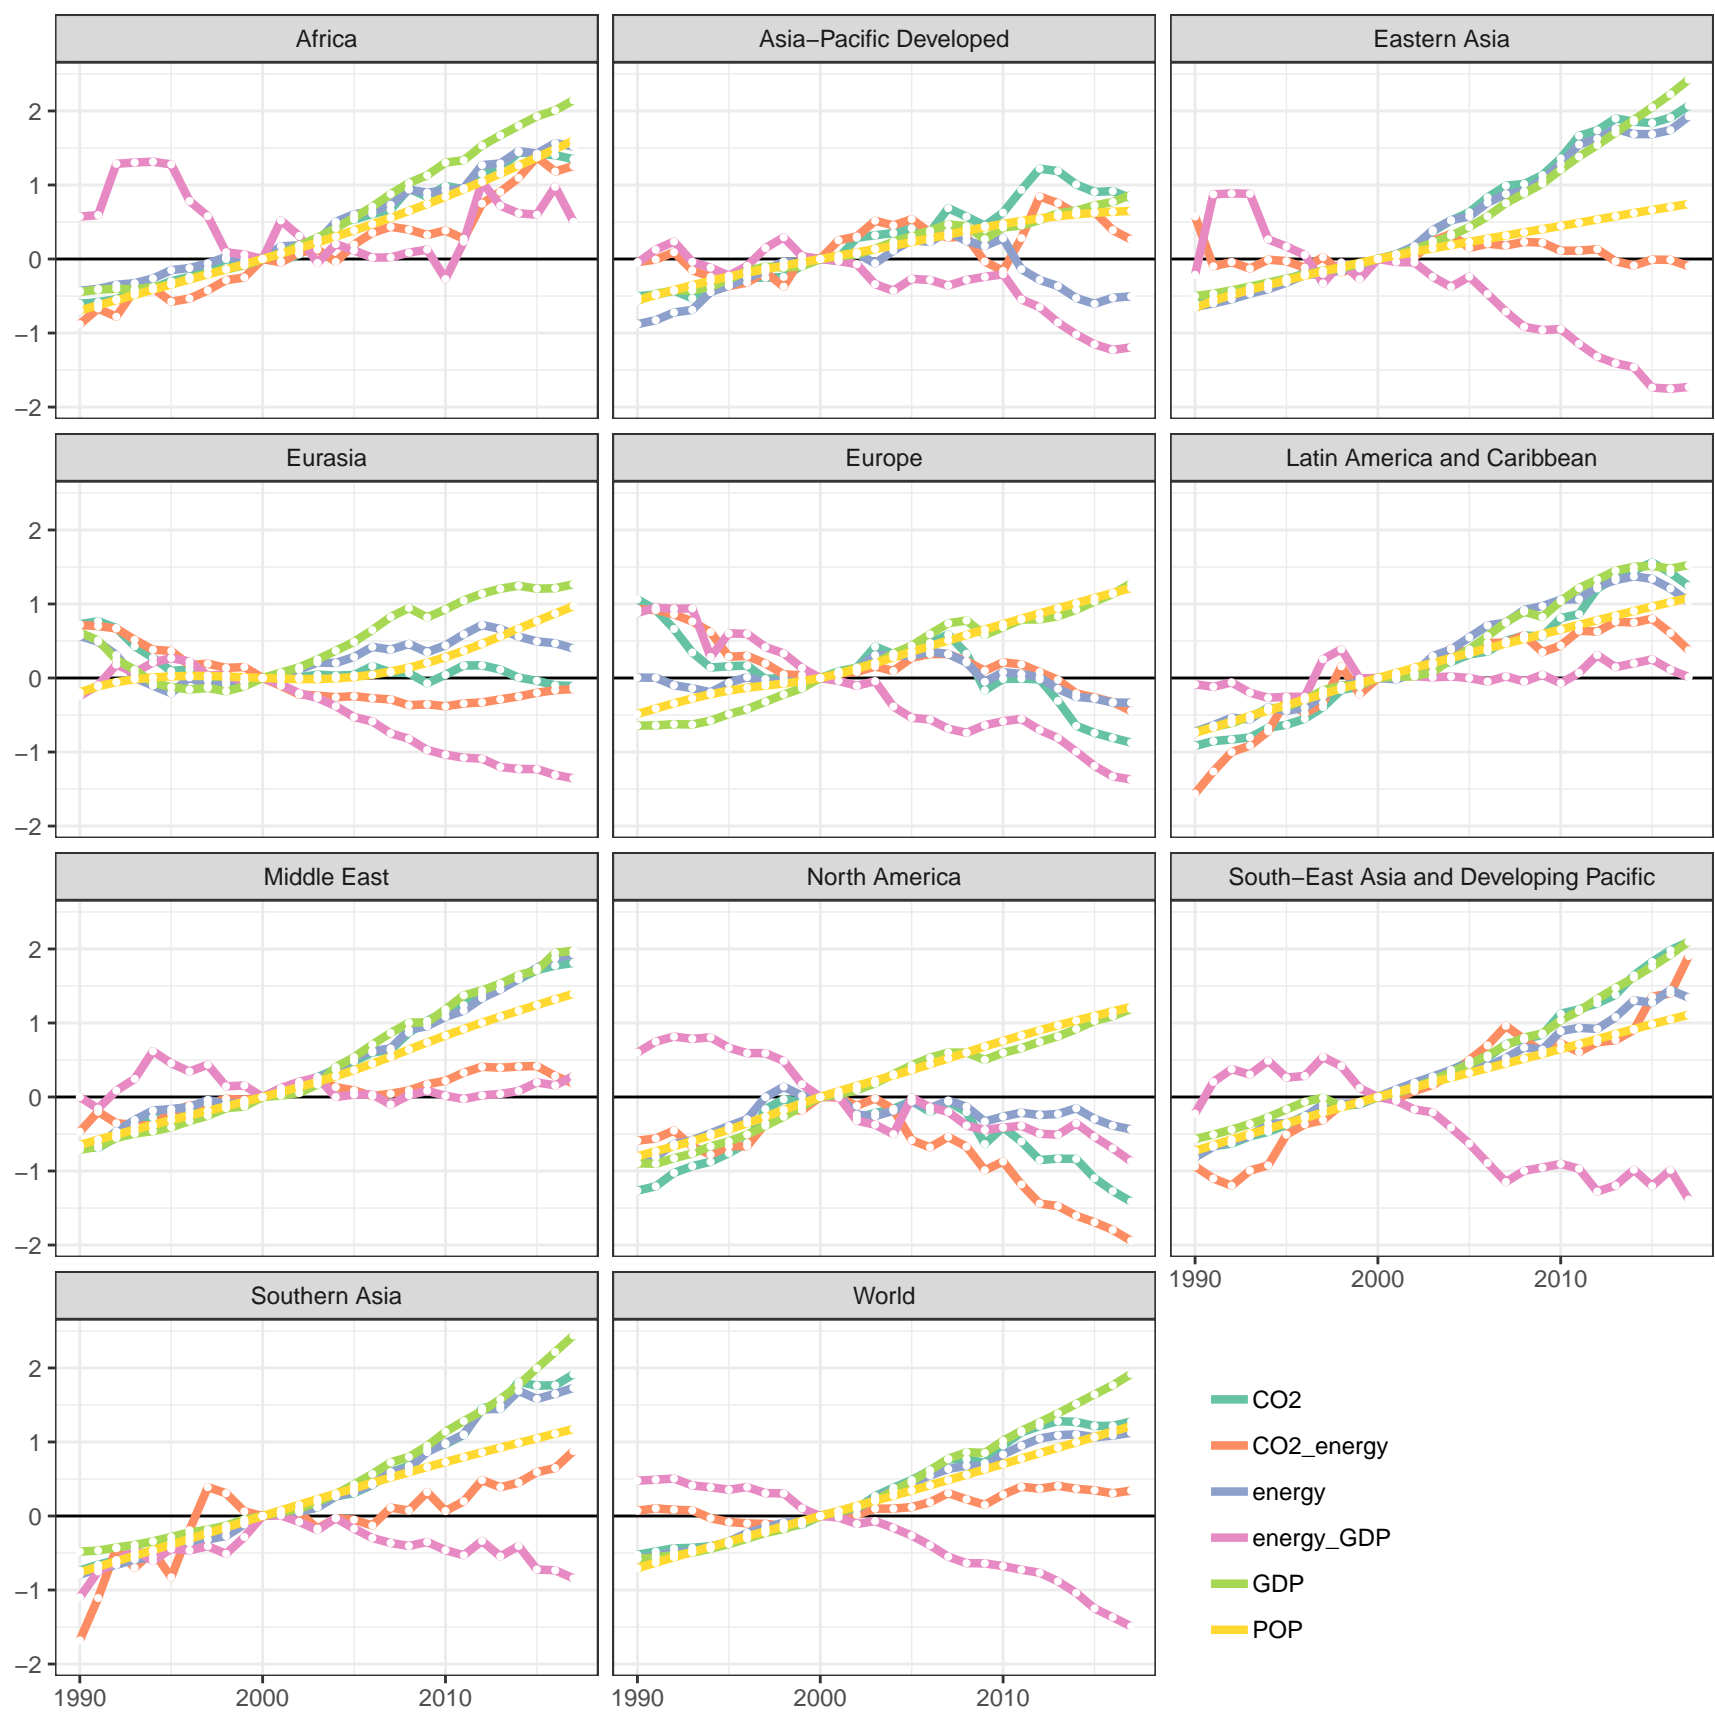 Africa
Asia−Pacific Developed
Eastern Asia
2
1
0
−1
−2
Eurasia
Europe
Latin America and Caribbean
2
1
0
−1
−2
Middle East
North America
South−East Asia and Developing Pacific
2
1
0
−1
−2
1990 2000 2010
Southern Asia
World
2
1
0
−1
−2
1990 2000 2010
1990 2000 2010
CO2
CO2_energy
energy
energy_GDP
GDP
POP